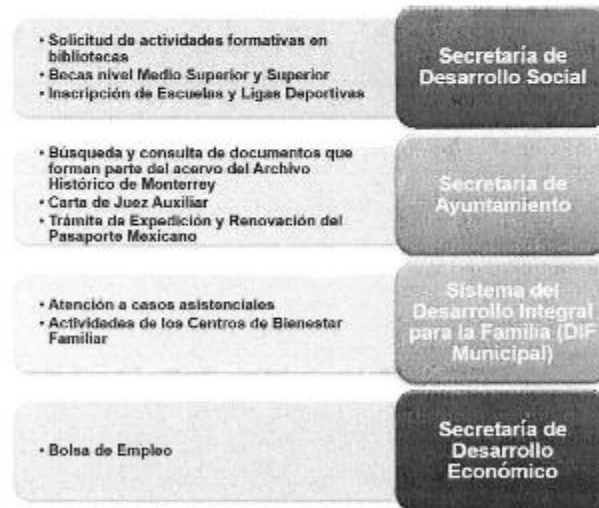 • Solicitud de actividades formativas en
bibliotecas
• Becas nivel Medio Superior y Superior
• Inscripción de Escuelas y Ligas Deportivas
Secretaría de
Desarrollo Social
• Búsqueda y consulta de documentos que
forman parte del acervo del Archivo
Histórico de Monterrey
• Carta de Juez Auxiliar
• Trámite de Expedición y Renovación del
Pasaporte Mexicano
Secretaría de
Ayuntamiento
• Atención a casos asistenciales
• Actividades de los Centros de Bienestar
Familiar
Sistema del
Desarrollo Integral
para la Familia (DIF
Municipal)
• Bolsa de Empleo
Secretaría de
Desarrollo
Económico